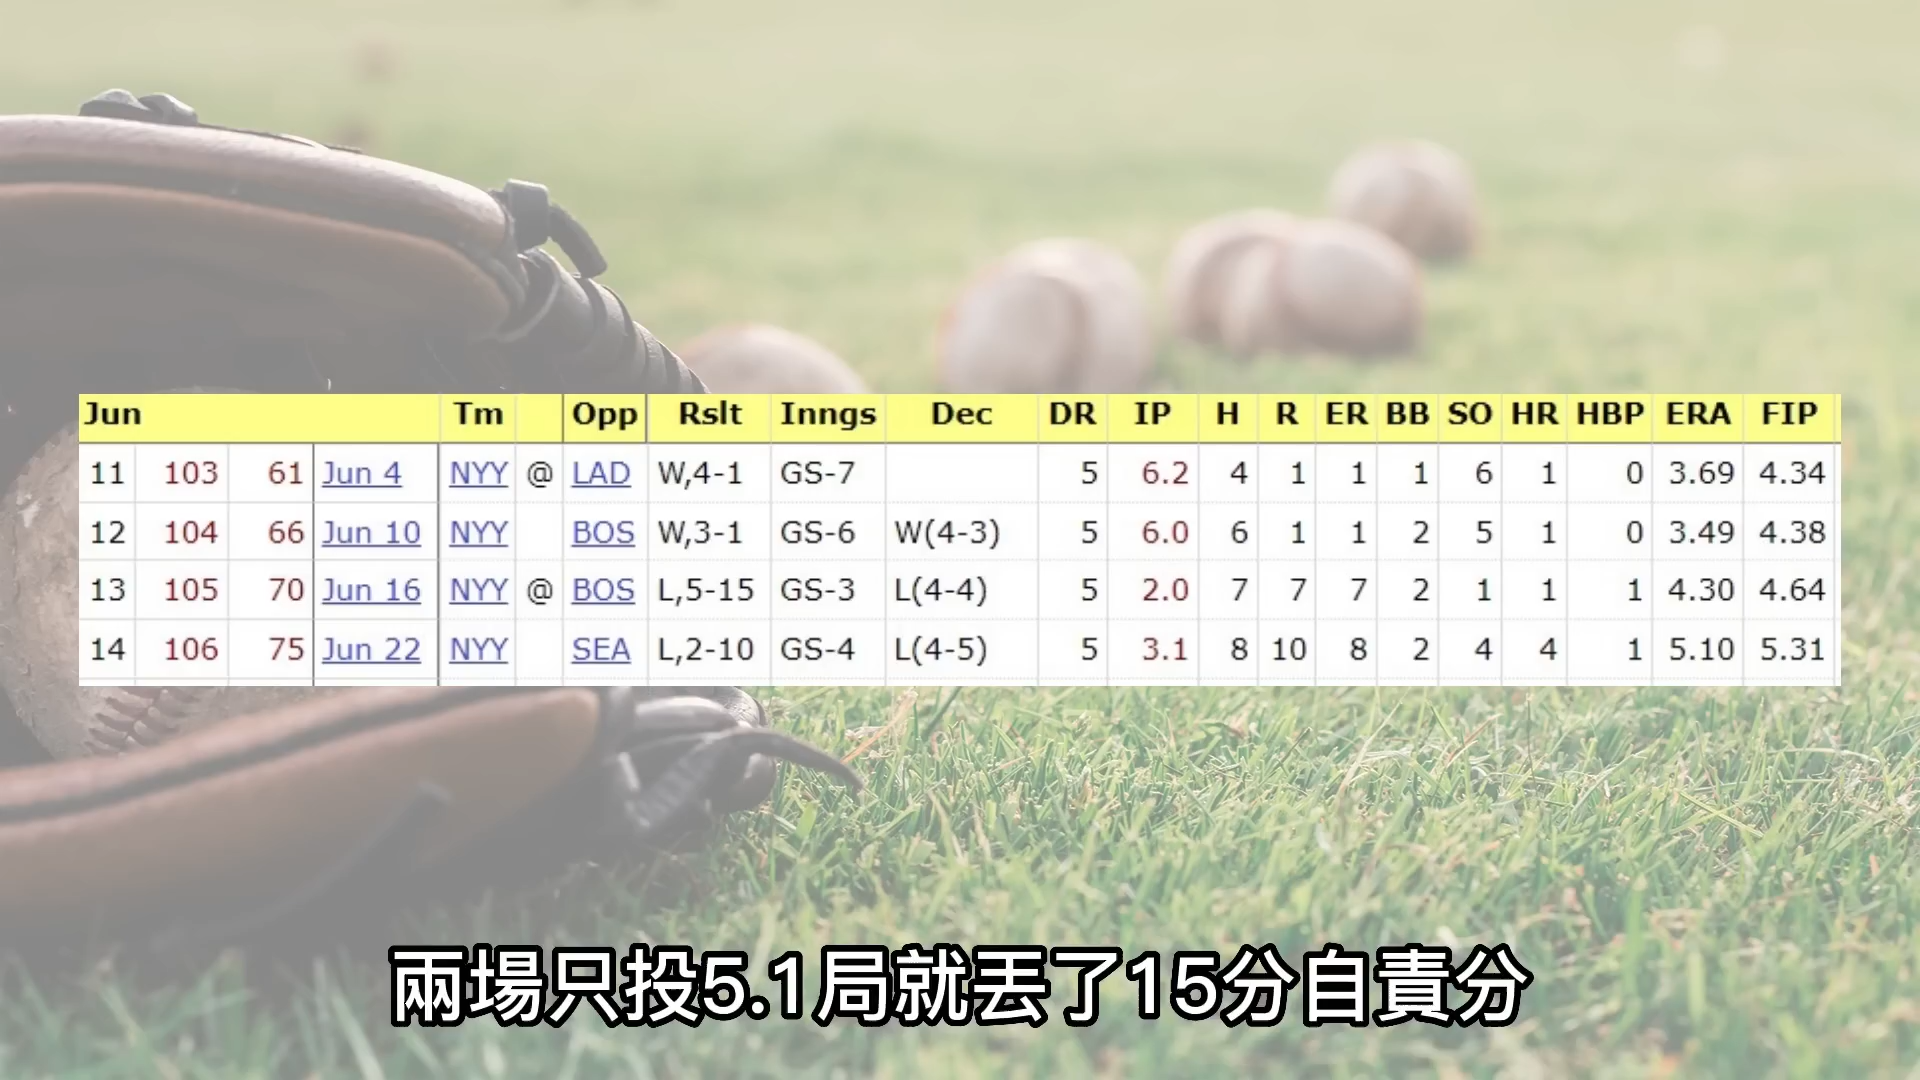 Jun Tm Opp Rslt Inngs Dec DR IP H R ER BB SO HR HBP ERA FIP
11 103 61 Jun 4 NYY @ LAD W,4-1 GS-7 5 6.2 4 1 1 1 6 1 0 3.69 4.34
12 104 66 Jun 10 NYY BOS W,3-1 GS-6 W(4-3) 5 6.0 6 1 1 2 5 1 0 3.49 4.38
13 105 70 Jun 16 NYY @ BOS L,5-15 GS-3 L(4-4) 5 2.0 7 7 7 2 1 1 1 4.30 4.64
14 106 75 Jun 22 NYY SEA L,2-10 GS-4 L(4-5) 5 3.1 8 10 8 2 4 4 1 5.10 5.31
兩場只投5.1局就丟了15分自責分